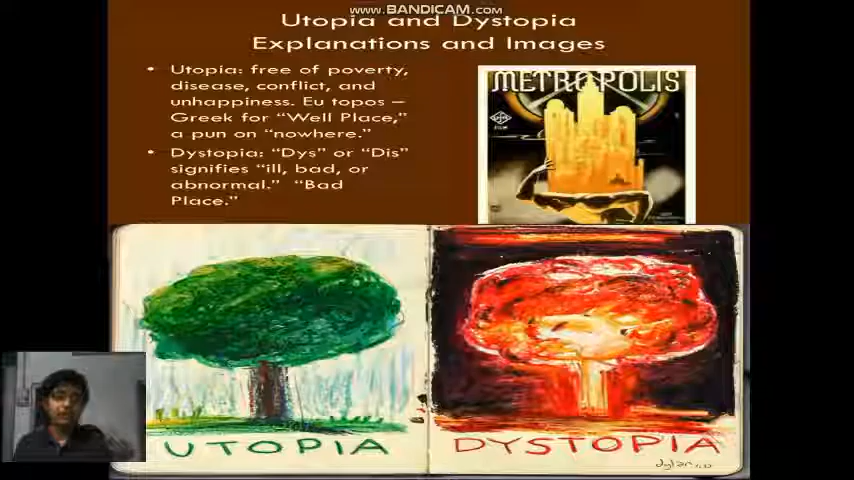 www.BANDICAM.com
Utopia and Dystopia
Explanations and Images
• Utopia: free of poverty,
disease, conflict, and
unhappiness. Eu topos –
Greek for “Well Place,”
a pun on “nowhere.”
• Dystopia: “Dys” or “Dis”
signifies “ill, bad, or
abnormal.” “Bad
Place.”
METROPOLIS
UTOPIA
DYSTOPIA